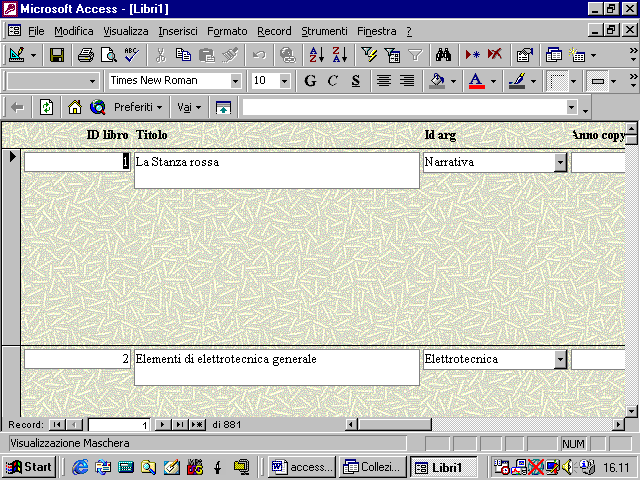 Microsoft Access - [Libri1]
File Modifica Visualizza Inserisci Formato Record Strumenti Finestra ?
Times New Roman 10 G C S
Preferiti Vai
ID libro Titolo Id arg Anno copy
1 La Stanza rossa Narrativa
2 Elementi di elettrotecnica generale Elettrotecnica
Record: 1 di 881
Visualizzazione Maschera NUM
Start access... Collezi... Libri1 16.11